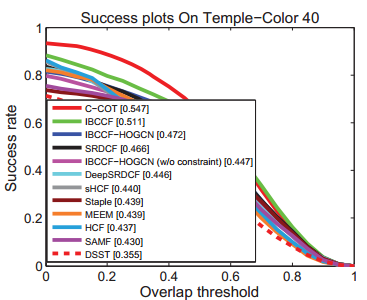 Success plots On Temple−Color 40
1
0.8
0.6
0.4
0.2
0
Success rate
C−COT [0.547]
IBCCF [0.511]
IBCCF−HOGCN [0.472]
SRDCF [0.466]
IBCCF−HOGCN (w/o constraint) [0.447]
DeepSRDCF [0.446]
sHCF [0.440]
Staple [0.439]
MEEM [0.439]
HCF [0.437]
SAMF [0.430]
DSST [0.355]
0 0.2 0.4 0.6 0.8 1
Overlap threshold